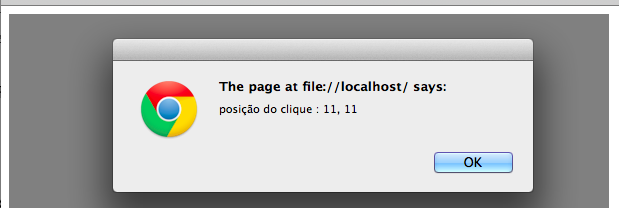 The page at file://localhost/ says:
posição do clique : 11, 11
OK